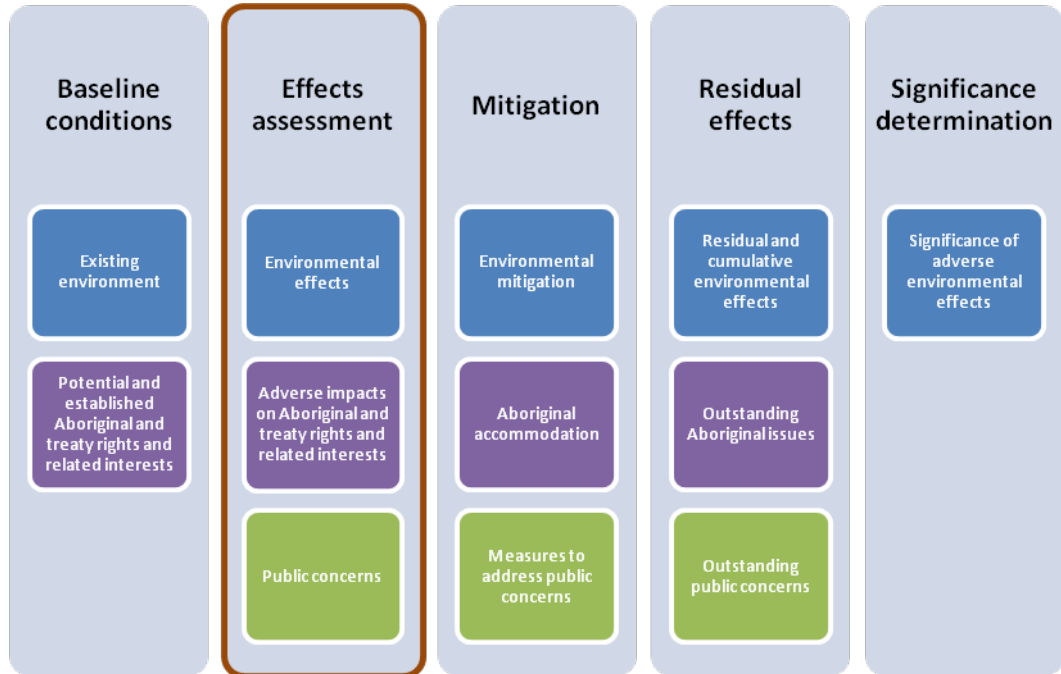 Baseline
conditions
Existing
environment
Potential and
established
Aboriginal and
treaty rights and
related interests
Effects
assessment
Environmental
effects
Adverse impacts
on Aboriginal and
treaty rights and
related interests
Public concerns
Mitigation
Environmental
mitigation
Aboriginal
accommodation
Measures to
address public
concerns
Residual
effects
Residual and
cumulative
environmental
effects
Outstanding
Aboriginal issues
Outstanding
public concerns
Significance
determination
Significance of
adverse
environmental
effects